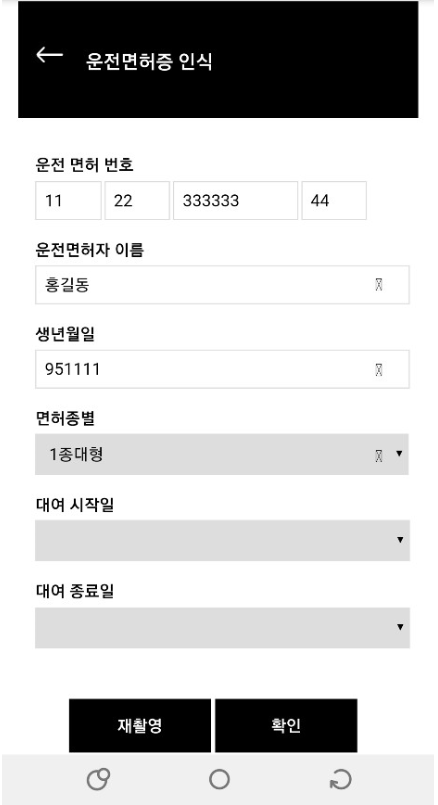 운전면허증 인식
운전 면허 번호
11 22 333333 44
운전면허자 이름
홍길동
생년월일
951111
면허종별
1종대형
대여 시작일
대여 종료일
재촬영 확인